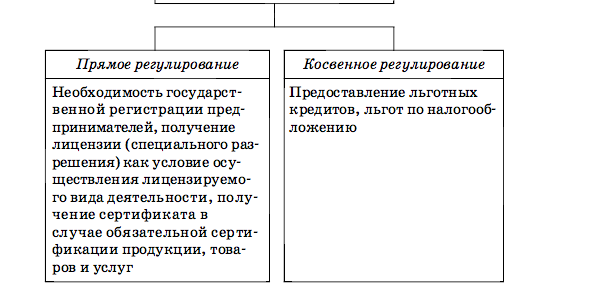 Прямое регулирование
Необходимость государст-
венной регистрации пред-
принимателей, получение
лицензии (специального раз-
решения) как условие осу-
ществления лицензируемо-
го вида деятельности, полу-
чение сертификата в
случае обязательной серти-
фикации продукции, това-
ров и услуг
Косвенное регулирование
Предоставление льготных
кредитов, льгот по налогооб-
ложению